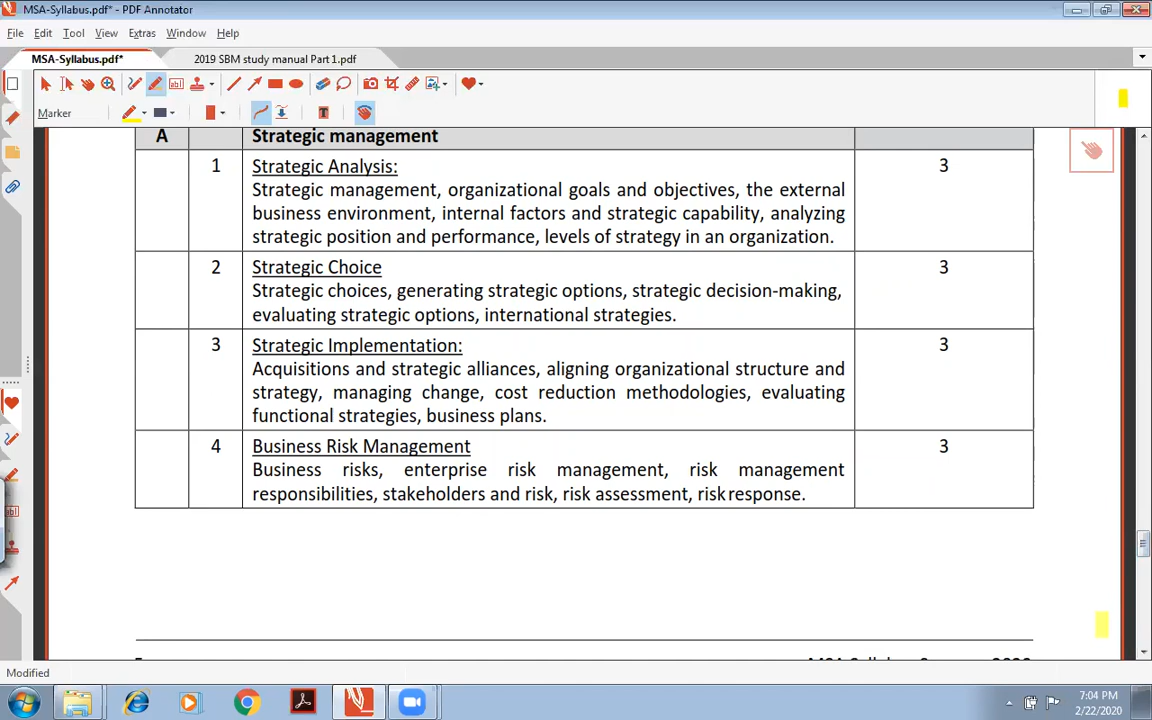 MSA-Syllabus.pdf* - PDF Annotator
File Edit Tool View Extras Window Help
MSA-Syllabus.pdf* 2019 SBM study manual Part 1.pdf
Marker
A Strategic management
1 Strategic Analysis: 3
Strategic management, organizational goals and objectives, the external
business environment, internal factors and strategic capability, analyzing
strategic position and performance, levels of strategy in an organization.
2 Strategic Choice 3
Strategic choices, generating strategic options, strategic decision-making,
evaluating strategic options, international strategies.
3 Strategic Implementation: 3
Acquisitions and strategic alliances, aligning organizational structure and
strategy, managing change, cost reduction methodologies, evaluating
functional strategies, business plans.
4 Business Risk Management 3
Business risks, enterprise risk management, risk management
responsibilities, stakeholders and risk, risk assessment, risk response.
Modified
7:04 PM
2/22/2020